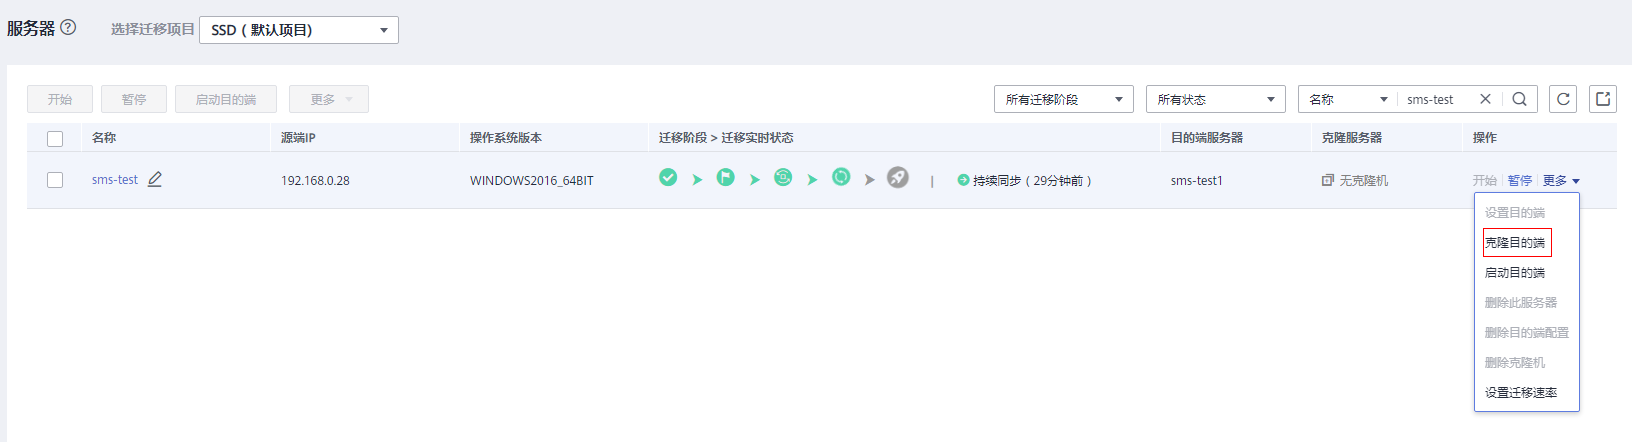 服务器 选择迁移项目 SSD（默认项目)
开始 暂停 启动目的端 更多 所有迁移阶段 所有状态 名称 sms-test
名称 源端IP 操作系统版本 迁移阶段 > 迁移实时状态 目的端服务器 克隆服务器 操作
sms-test 192.168.0.28 WINDOWS2016_64BIT | 持续同步（29分钟前） sms-test1 无克隆机 开始 暂停 更多
设置目的端
克隆目的端
启动目的端
删除此服务器
删除目的端配置
删除克隆机
设置迁移速率